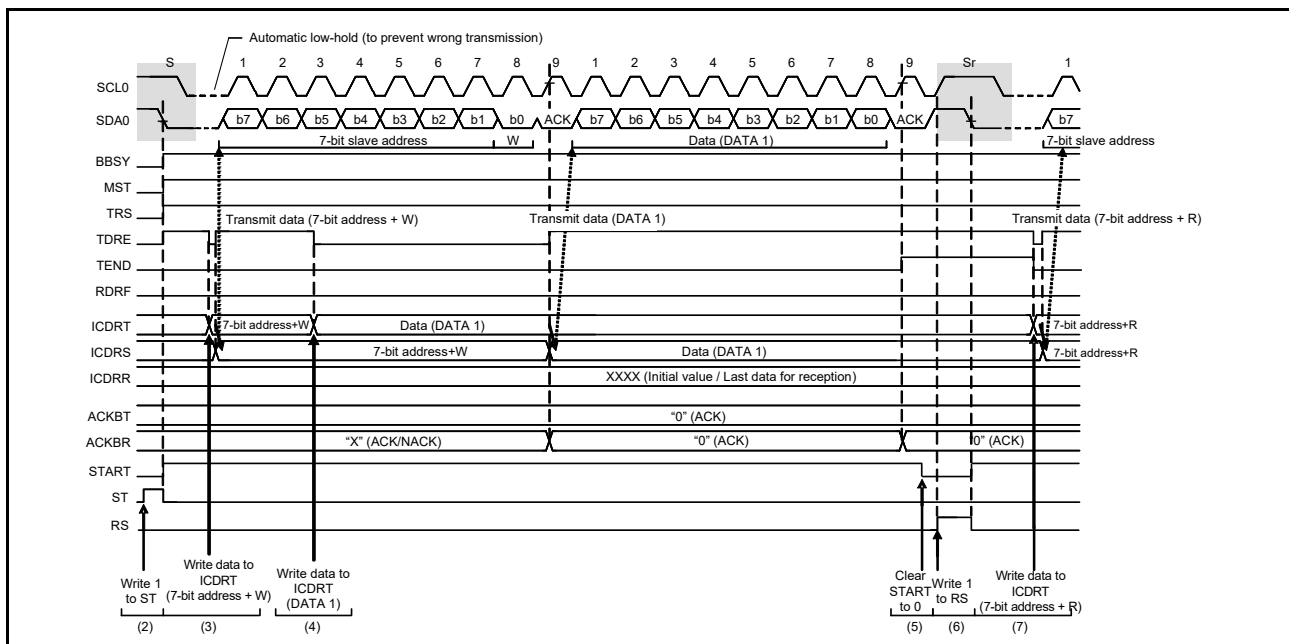 Automatic low-hold (to prevent wrong transmission)
S 1 2 3 4 5 6 7 8 9 1 2 3 4 5 6 7 8 9 Sr 1
SCL0
SDA0 b7 b6 b5 b4 b3 b2 b1 b0 ACK b7 b6 b5 b4 b3 b2 b1 b0 ACK b7
7-bit slave address W Data (DATA 1) 7-bit slave address
BBSY
MST
TRS
Transmit data (7-bit address + W) Transmit data (DATA 1) Transmit data (7-bit address + R)
TDRE
TEND
RDRF
ICDRT 7-bit address+W Data (DATA 1) 7-bit address+R
ICDRS 7-bit address+W Data (DATA 1) 7-bit address+R
ICDRR XXXX (Initial value / Last data for reception)
ACKBT “0” (ACK)
ACKBR “X” (ACK/NACK) “0” (ACK) 0” (ACK)
START
ST
RS
Write 1
to ST
Write data to
ICDRT
(7-bit address + W)
Write data to
ICDRT
(DATA 1)
Clear
START
to 0
Write 1
to RS
Write data to
ICDRT
(7-bit address + R)
(2) (3) (4) (5) (6) (7)